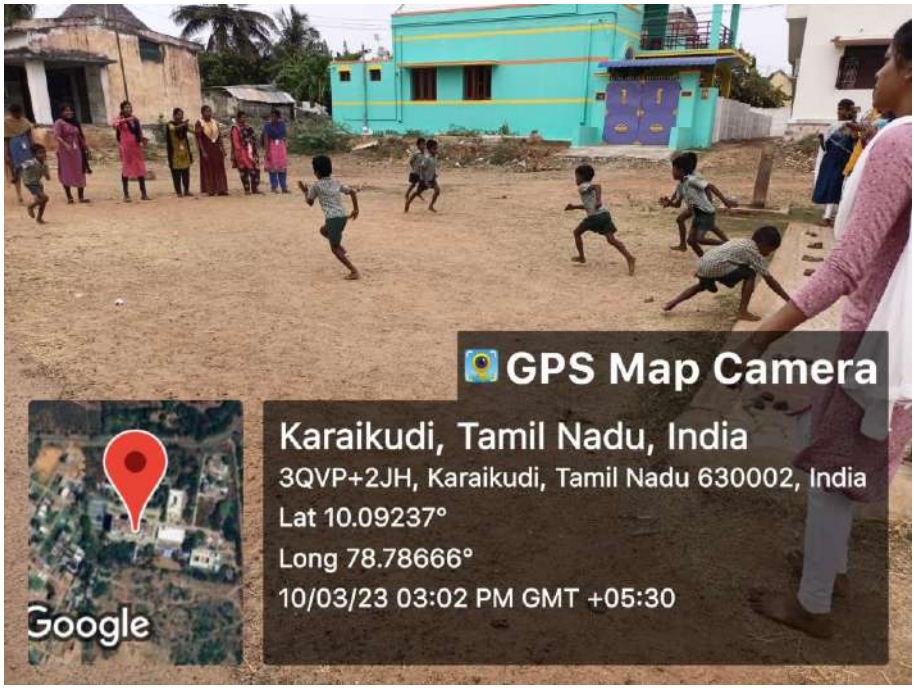 GPS Map Camera
Karaikudi, Tamil Nadu, India
3QVP+2JH, Karaikudi, Tamil Nadu 630002, India
Lat 10.09237°
Long 78.78666°
10/03/23 03:02 PM GMT +05:30
Google